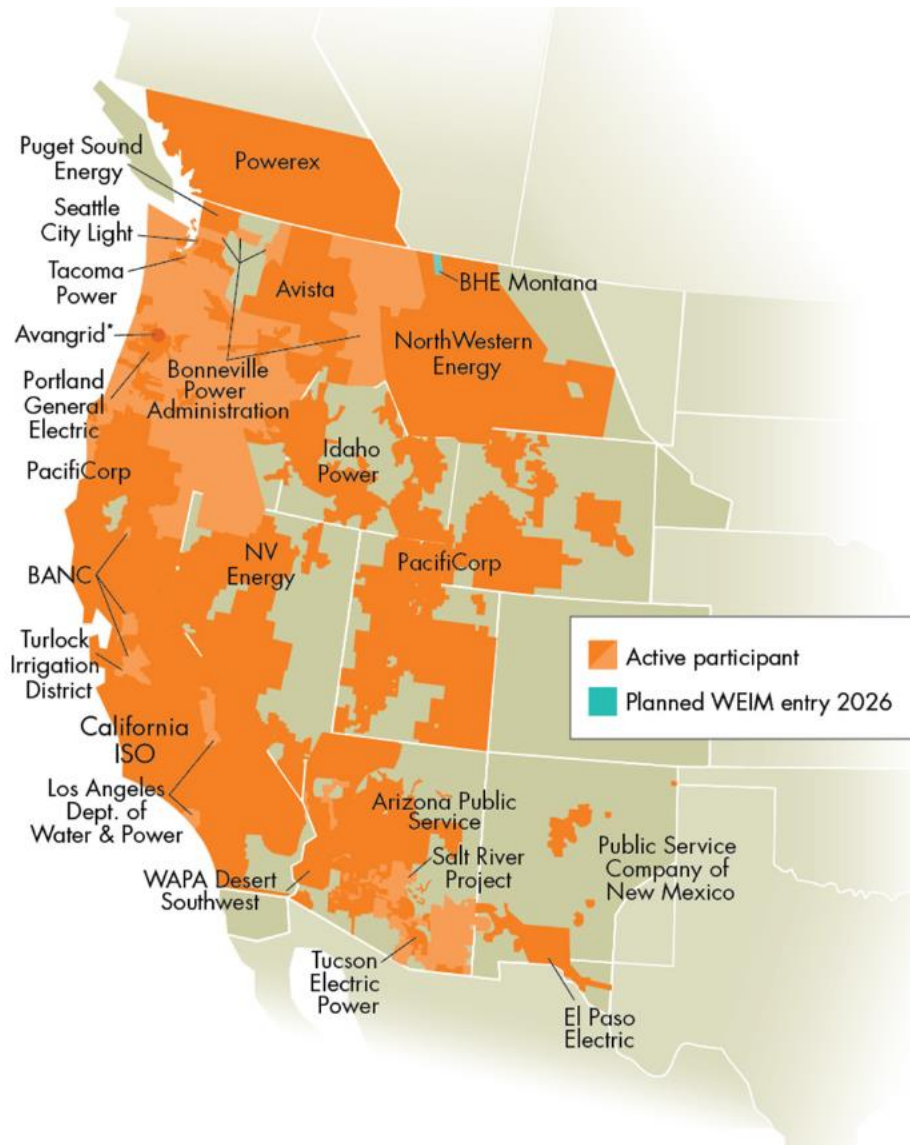 Powerex
Puget Sound
Energy
Seattle
City Light
Tacoma
Power
Avangrid*
Portland
General
Electric
Avista
BHE Montana
NorthWestern
Energy
Bonneville
Power
Administration
Idaho
Power
PacifiCorp
NV
Energy
PacifiCorp
BANC
Turlock
Irrigation
District
California
ISO
Los Angeles
Dept. of
Water & Power
Active participant
Planned WEIM entry 2026
Arizona Public
Service
Salt River
Project
Public Service
Company of
New Mexico
WAPA Desert
Southwest
Tucson
Electric
Power
El Paso
Electric